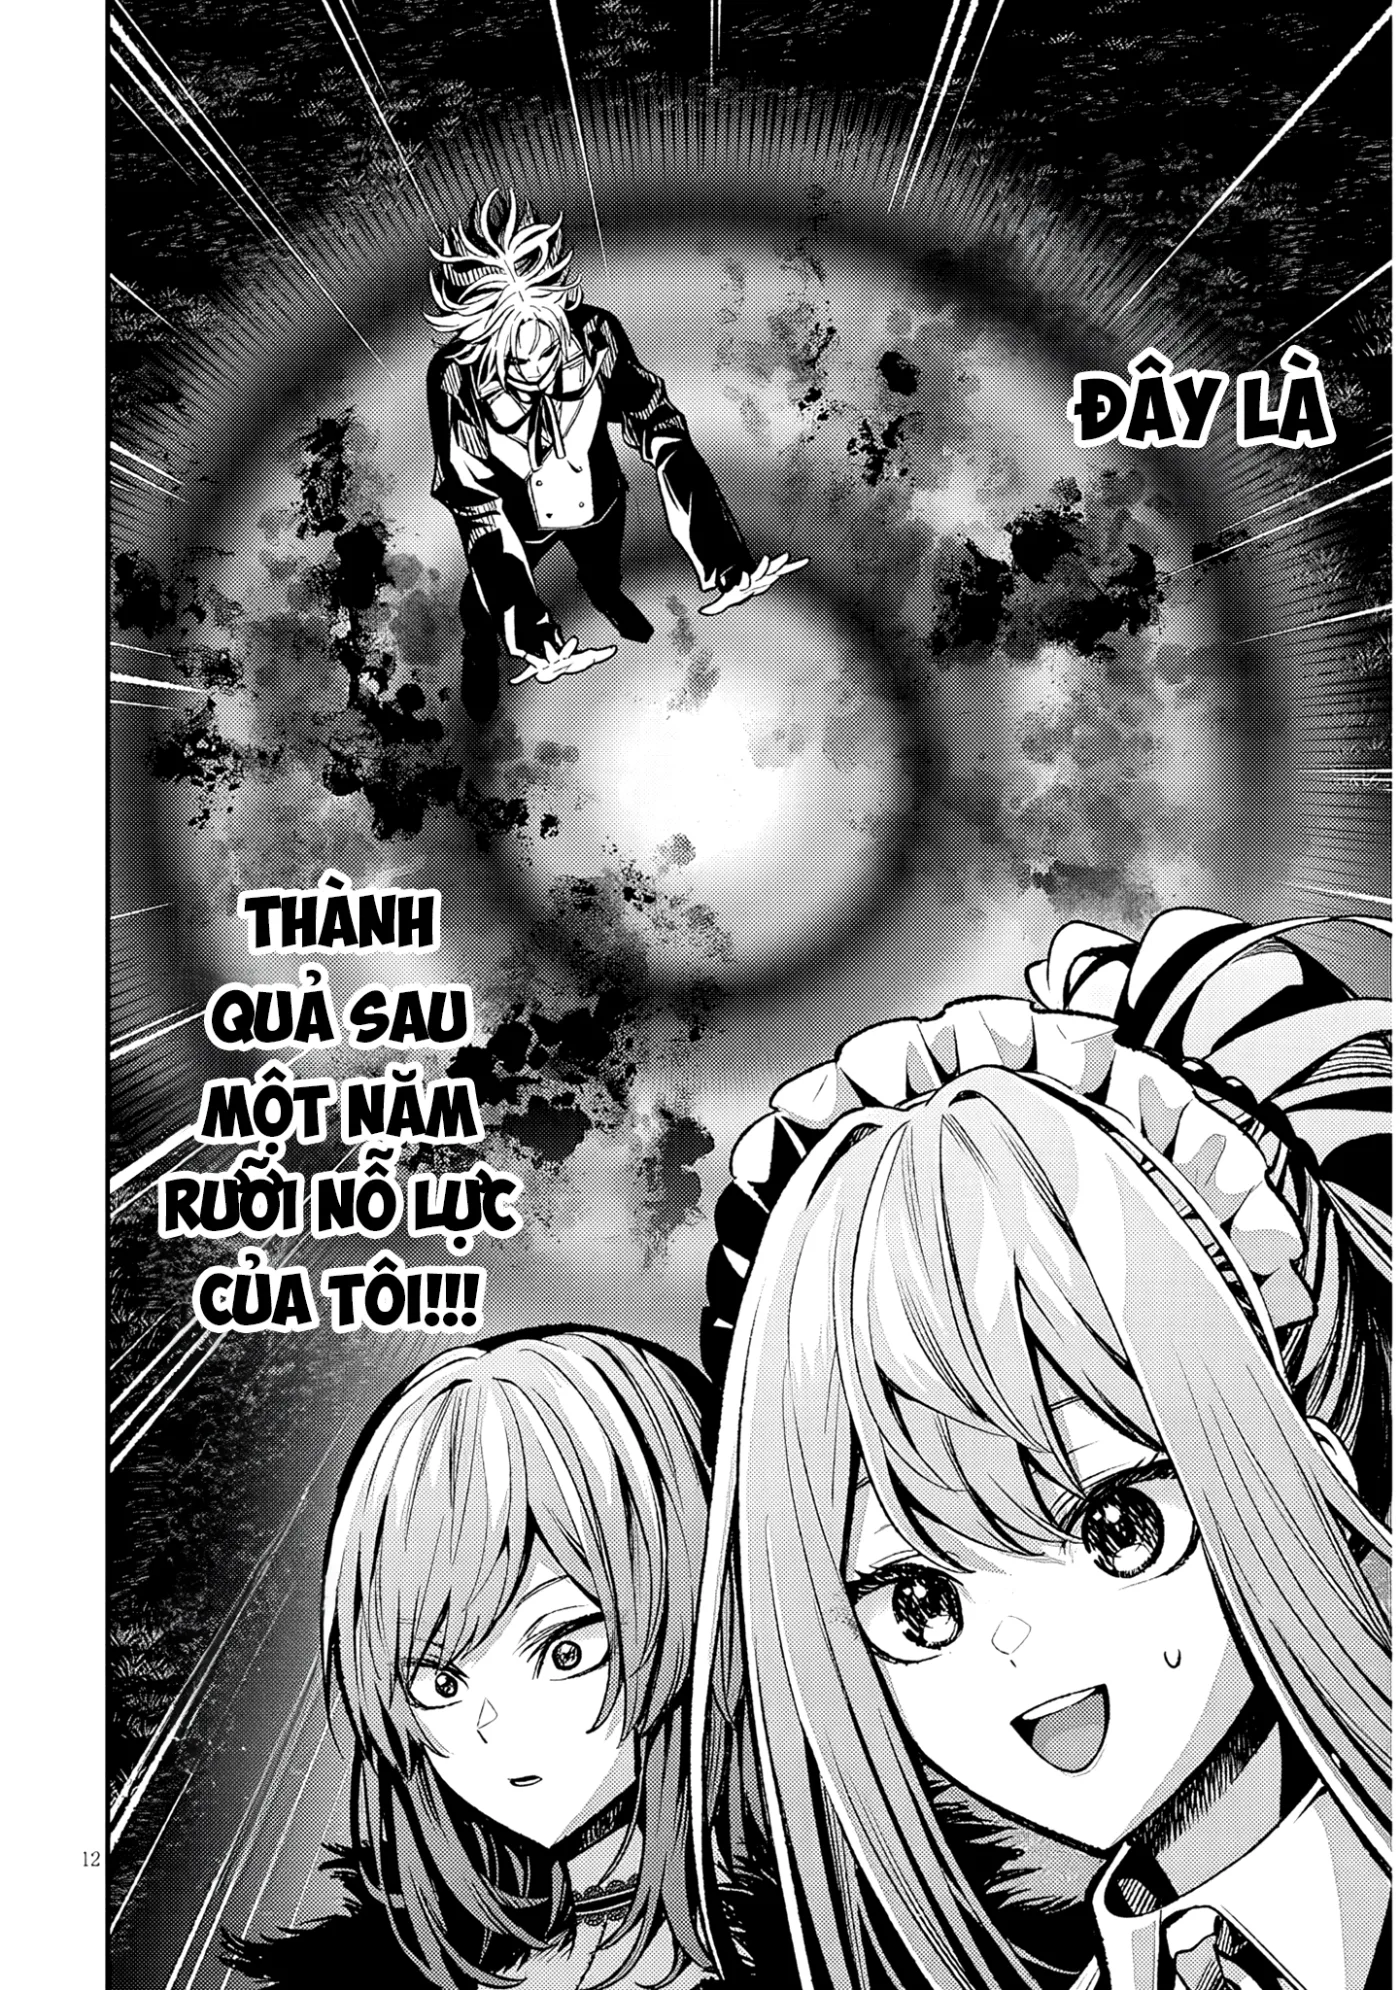 ĐÂY LÀ
THÀNH
QUẢ SAU
MỘT NĂM
RƯỠI NỖ LỰC
CỦA TÔI!!!
12